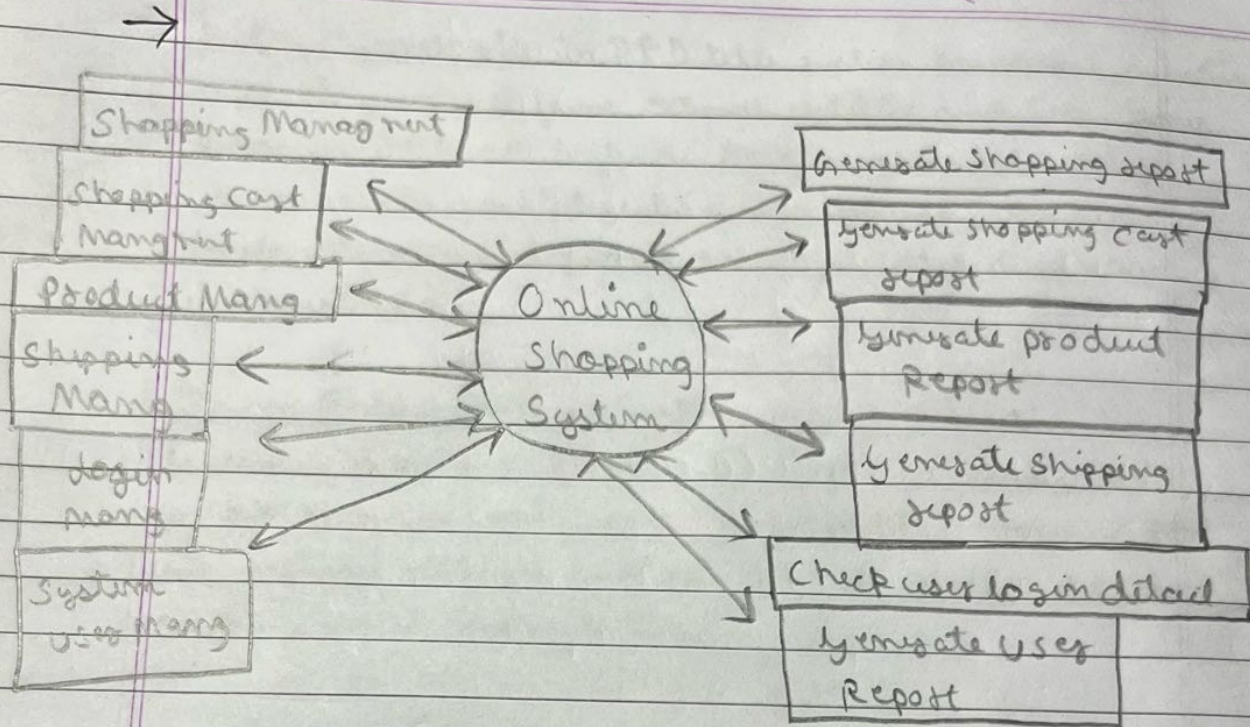 Shopping Managment
Shopping Cart
Mangment
Product Mang
Shipping
Mang
Login
Mang
System
User Mang
Online
Shopping
System
Generate Shopping report
Generate Shopping Cart
report
Generate product
Report
Generate Shipping
report
Check user login detail
Generate User
Report